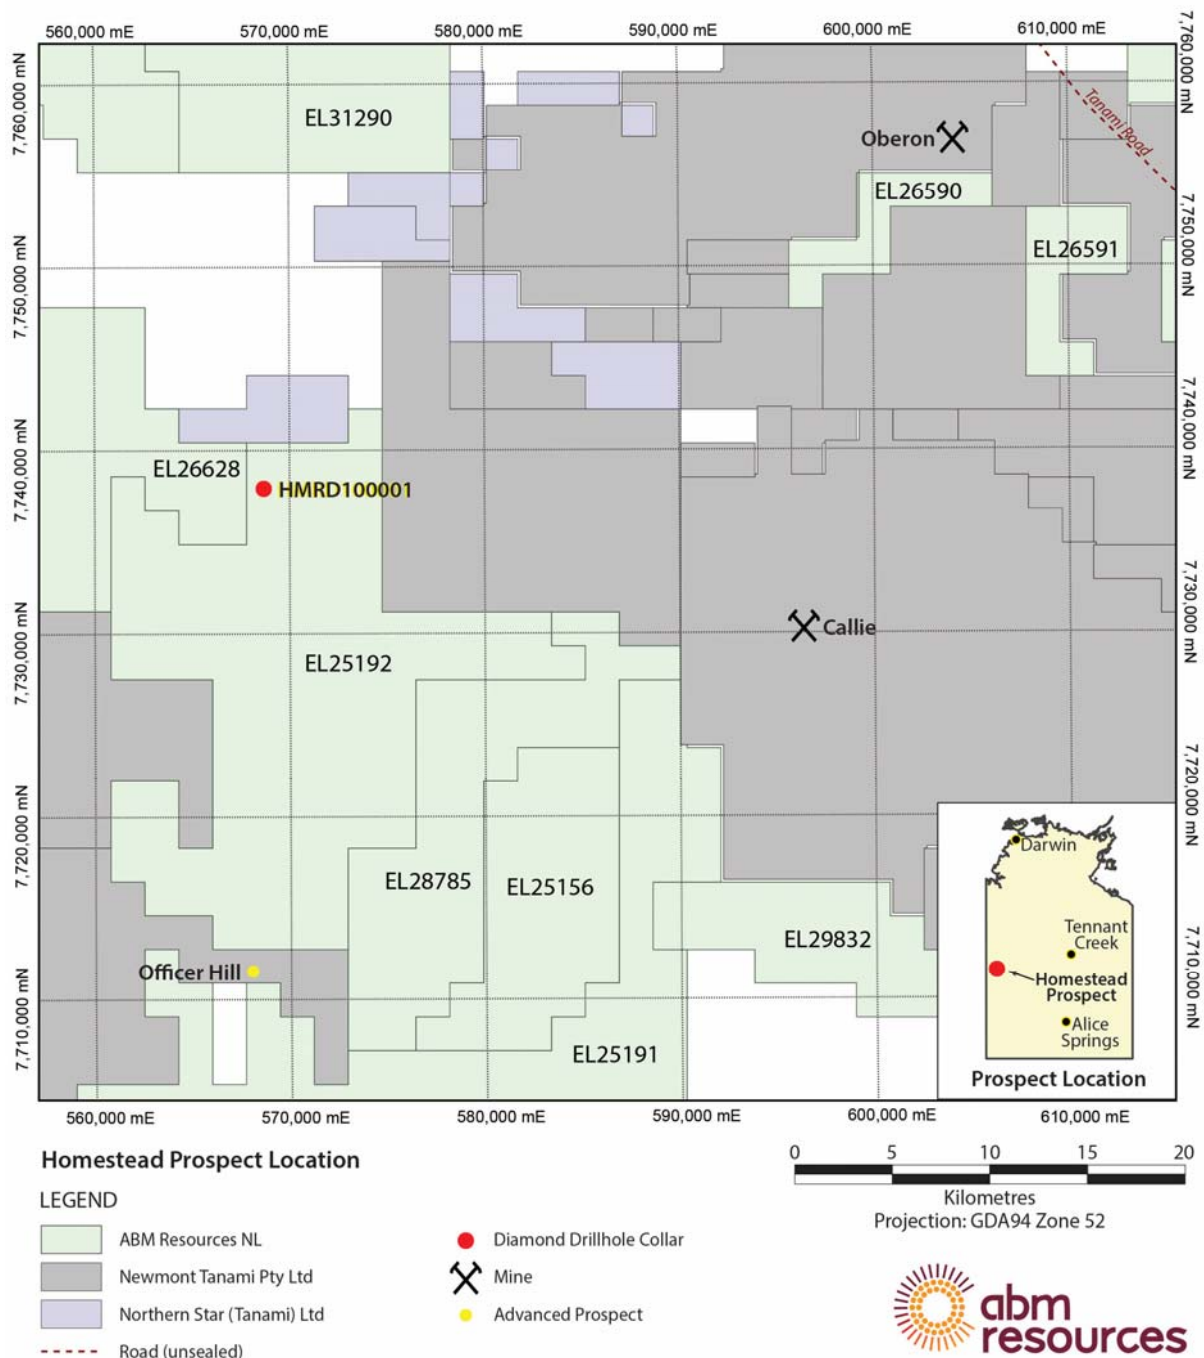 560,000 mE
570,000 mE
580,000 mE
590,000 mE
600,000 mE
610,000 mE
7,760,000 mN
7,750,000 mN
7,740,000 mN
7,730,000 mN
7,720,000 mN
7,710,000 mN
7,760,000 mN
7,750,000 mN
7,740,000 mN
7,730,000 mN
7,720,000 mN
7,710,000 mN
EL31290
Oberon
Tanami Road
EL26590
EL26591
EL26628
HMRD100001
Callie
EL25192
EL28785
EL25156
EL29832
Officer Hill
EL25191
Darwin
Tennant
Creek
Homestead
Prospect
Alice
Springs
Prospect Location
560,000 mE
570,000 mE
580,000 mE
590,000 mE
600,000 mE
610,000 mE
Homestead Prospect Location
LEGEND
ABM Resources NL
Newmont Tanami Pty Ltd
Northern Star (Tanami) Ltd
Road (unsealed)
Diamond Drillhole Collar
Mine
Advanced Prospect
0 5 10 15 20
Kilometres
Projection: GDA94 Zone 52
abm
resources